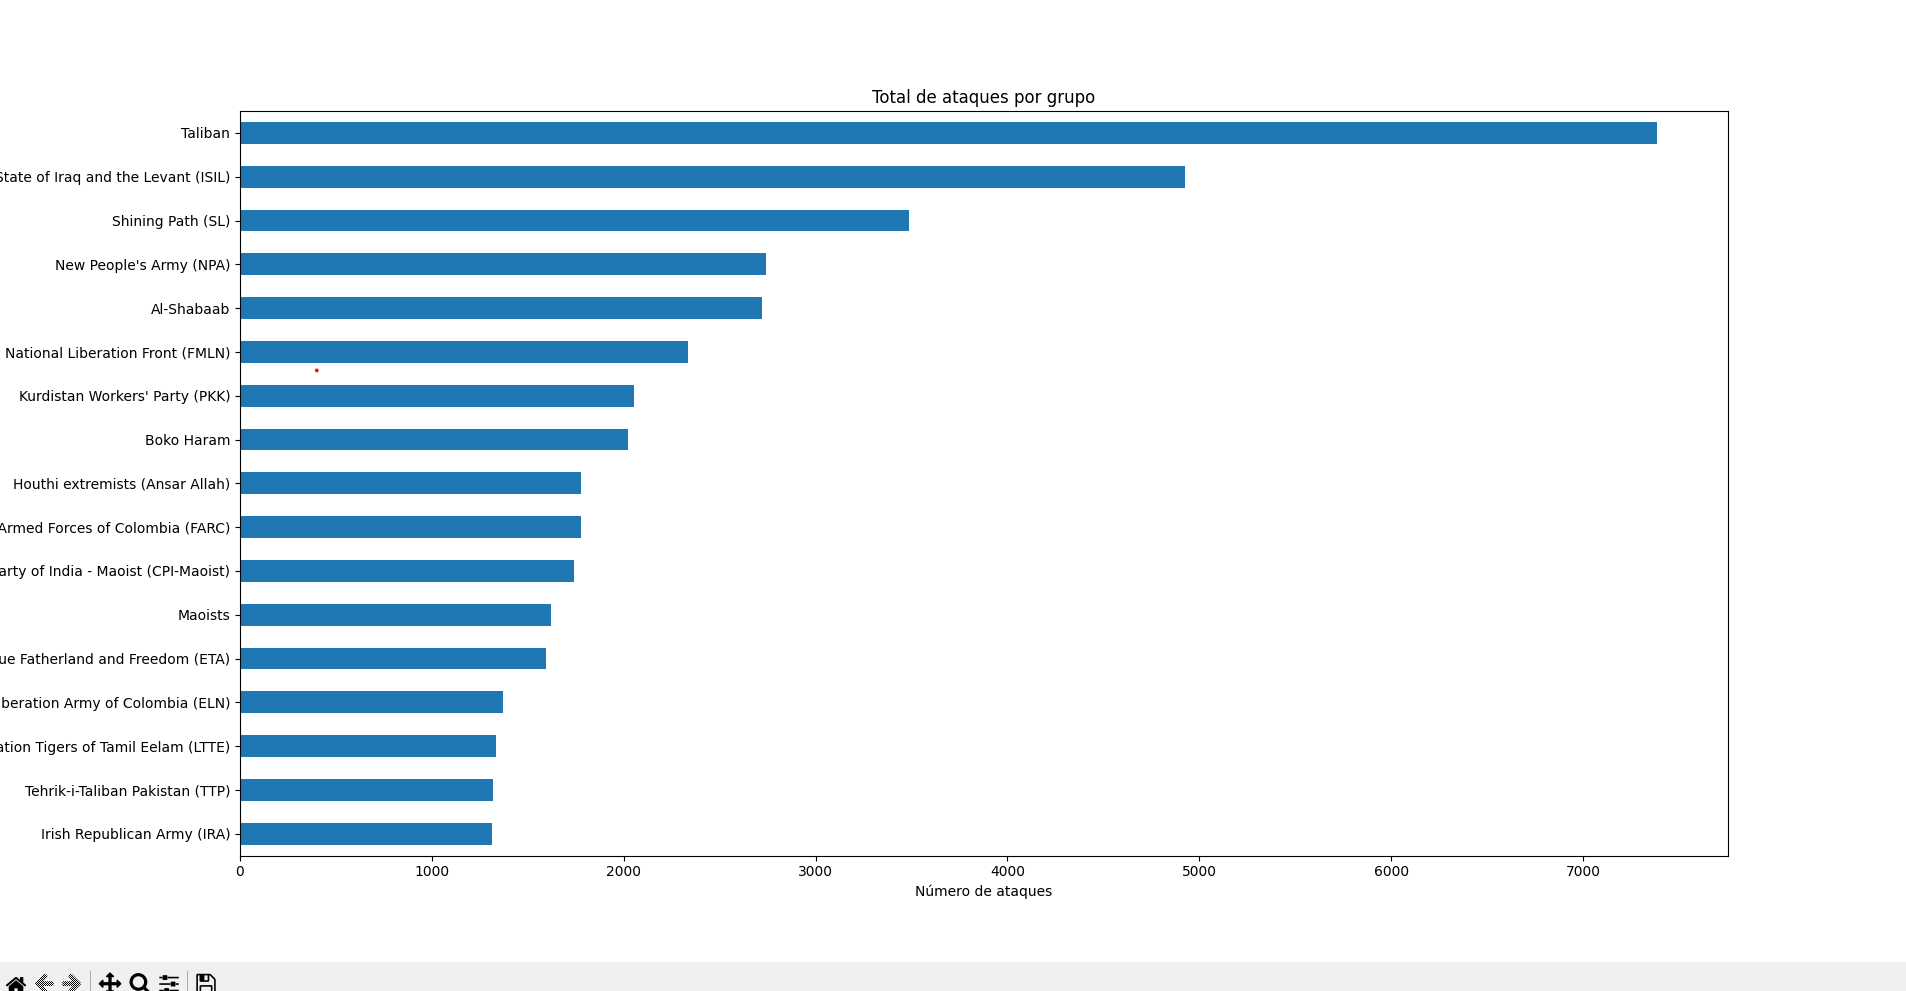 Total de ataques por grupo
Taliban
State of Iraq and the Levant (ISIL)
Shining Path (SL)
New People's Army (NPA)
Al-Shabaab
National Liberation Front (FMLN)
Kurdistan Workers' Party (PKK)
Boko Haram
Houthi extremists (Ansar Allah)
Armed Forces of Colombia (FARC)
arty of India - Maoist (CPI-Maoist)
Maoists
ue Fatherland and Freedom (ETA)
beration Army of Colombia (ELN)
ation Tigers of Tamil Eelam (LTTE)
Tehrik-i-Taliban Pakistan (TTP)
Irish Republican Army (IRA)
0 1000 2000 3000 4000 5000 6000 7000
Número de ataques